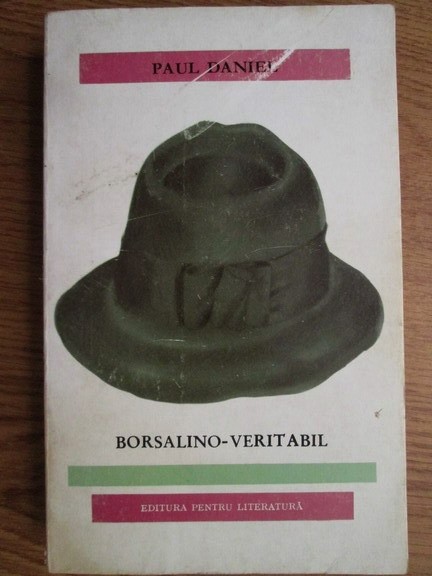 PAUL DANIEL
BORSALINO-VERITABIL
EDITURA PENTRU LITERATURĂ